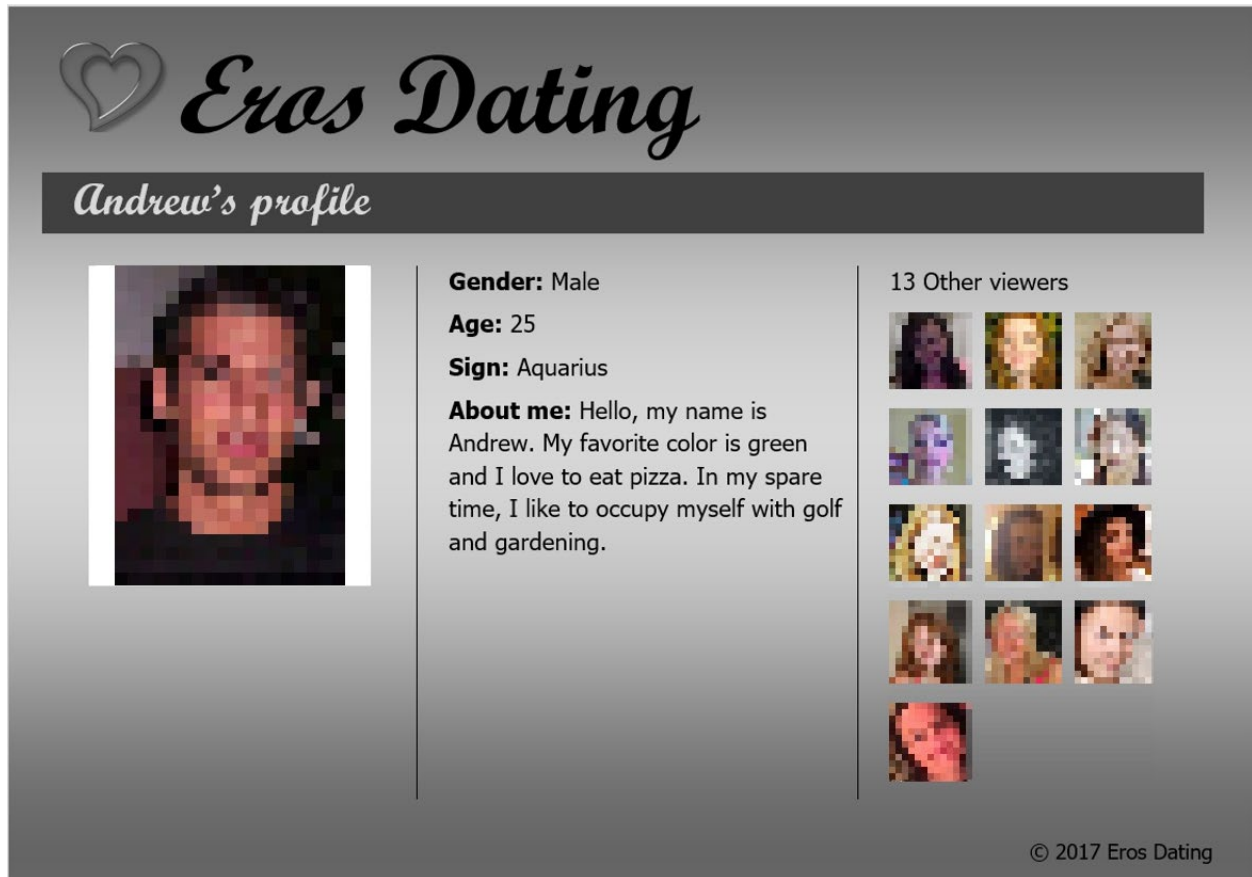 Eros Dating
Andrew's profile
Gender: Male
Age: 25
Sign: Aquarius
About me: Hello, my name is
Andrew. My favorite color is green
and I love to eat pizza. In my spare
time, I like to occupy myself with golf
and gardening.
13 Other viewers
© 2017 Eros Dating